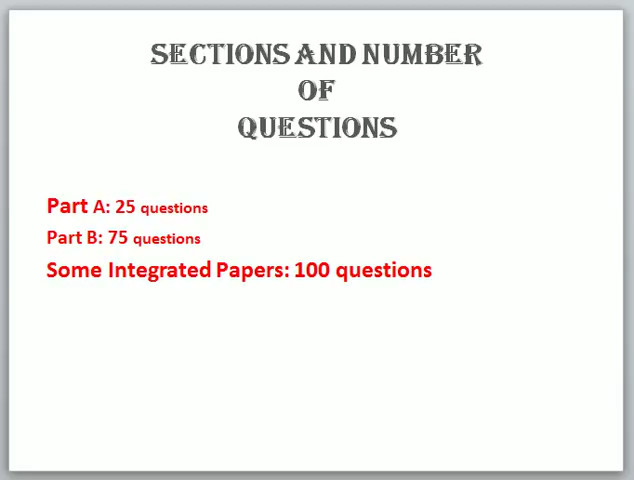 SECTIONS AND NUMBER
OF
QUESTIONS
Part A: 25 questions
Part B: 75 questions
Some Integrated Papers: 100 questions